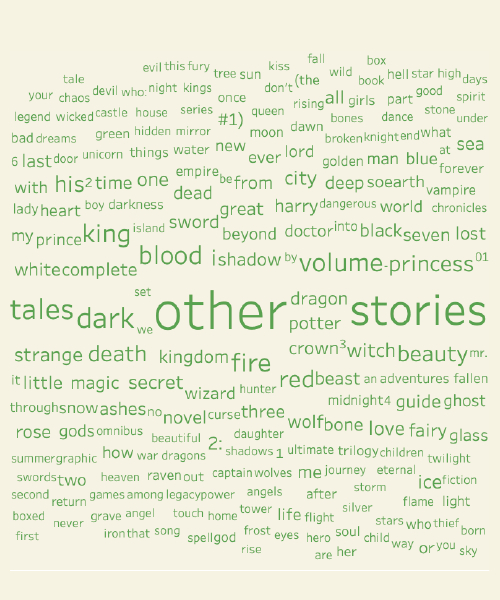 fall
evil this fury kiss box
tale tree sun wild book hell star high days
your chaos devil who: night kings once don't (the rising all girls part good spirit
legend wicked castle house series #1) queen bones dance stone under
bad dreams green hidden mirror moon dawn broken knight end what
6 last door unicorn things water new ever lord golden man blue at sea
with his 2 time one empire be from city deep so earth forever
dead vampire
lady heart boy darkness great harry dangerous world chronicles
my prince king island sword beyond doctor into black seven lost
white complete blood i shadow by volume - princess 01
tales dark set we other dragon potter stories
strange death kingdom fire crown 3 witch beauty mr.
it little magic secret wizard hunter red beast an adventures fallen
through snow ashes no novel curse three midnight 4 guide ghost
rose gods omnibus beautiful 2: daughter wolf bone love fairy glass
summer graphic how war dragons shadows 1 ultimate trilogy children twilight
swords two heaven raven out captain wolves me journey eternal ice fiction
second return games among legacy power angels after storm flame light
boxed never grave angel touch home tower life flight silver stars who thief born
first iron that song spell god frost eyes hero soul child way or you sky
rise are her